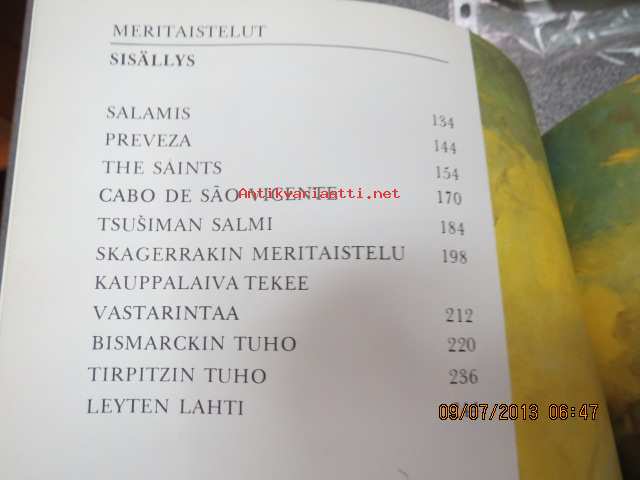 MERITAISTELUT
SISÄLLYS
SALAMIS 134
PREVEZA 144
THE SAINTS 154
CABO DE SÃO VICENTE 170
Antikvariaatti.net
TSUŠIMAN SALMI 184
SKAGERRAKIN MERITAISTELU 198
KAUPPALAIVA TEKEE
VASTARINTAA 212
BISMARCKIN TUHO 220
TIRPITZIN TUHO 236
LEYTEN LAHTI
09/07/2013 06:47